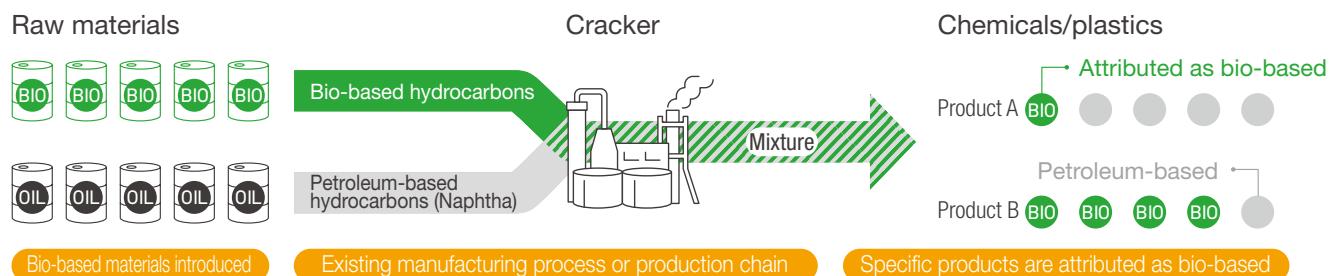 Raw materials
Cracker
Chemicals/plastics
BIO BIO BIO BIO BIO
Bio-based hydrocarbons
Attributed as bio-based
Product A BIO
Mixture
OIL OIL OIL OIL OIL
Petroleum-based
hydrocarbons (Naphtha)
Petroleum-based
Product B BIO BIO BIO BIO
Bio-based materials introduced
Existing manufacturing process or production chain
Specific products are attributed as bio-based